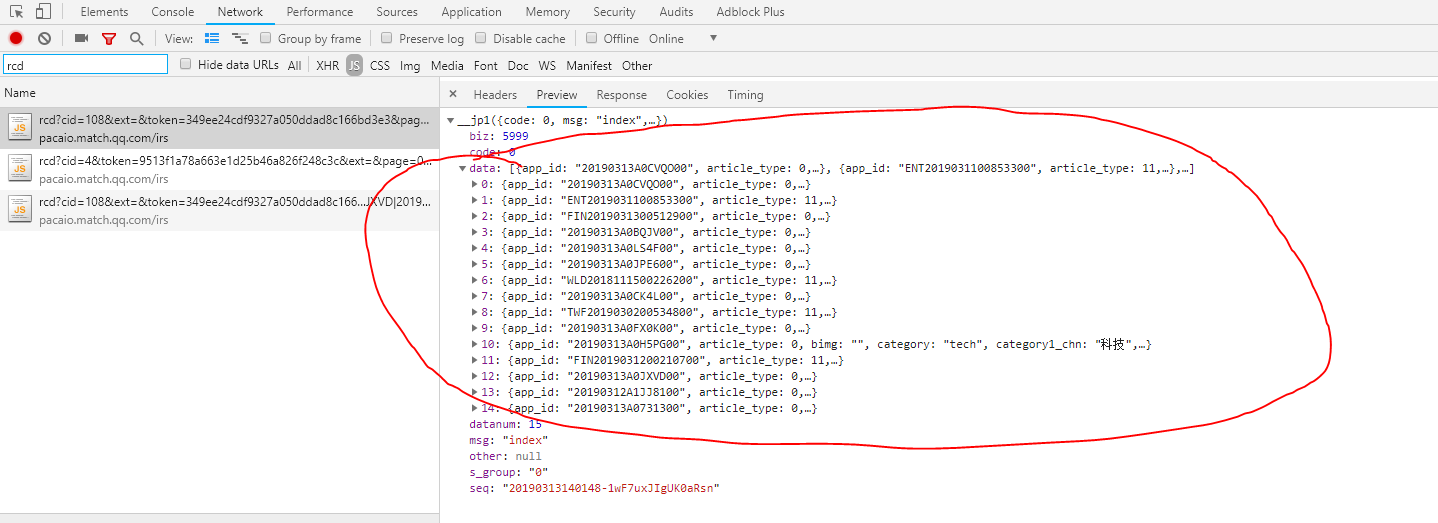 Elements Console Network Performance Sources Application Memory Security Audits Adblock Plus
View: Group by frame Preserve log Disable cache Offline Online
rcd Hide data URLs All XHR JS CSS Img Media Font Doc WS Manifest Other
Name
rcd?cid=108&ext=&token=349ee24cdf9327a050ddad8c166bd3e3&pag...
pacaio.match.qq.com/irs
rcd?cid=4&token=9513f1a78a663e1d25b46a826f248c3c&ext=&page=0...
pacaio.match.qq.com/irs
rcd?cid=108&ext=&token=349ee24cdf9327a050ddad8c166...JXVD|2019...
pacaio.match.qq.com/irs
× Headers Preview Response Cookies Timing
__jp1({code: 0, msg: "index",…})
biz: 5999
code: 0
data: [{app_id: "20190313A0CVQO00", article_type: 0,…}, {app_id: "ENT2019031100853300", article_type: 11,…},…]
0: {app_id: "20190313A0CVQO00", article_type: 0,…}
1: {app_id: "ENT2019031100853300", article_type: 11,…}
2: {app_id: "FIN2019031300512900", article_type: 0,…}
3: {app_id: "20190313A0BQJV00", article_type: 0,…}
4: {app_id: "20190313A0LS4F00", article_type: 0,…}
5: {app_id: "20190313A0JPE600", article_type: 0,…}
6: {app_id: "WLD2018111500226200", article_type: 11,…}
7: {app_id: "20190313A0CK4L00", article_type: 0,…}
8: {app_id: "TWF2019030200534800", article_type: 11,…}
9: {app_id: "20190313A0FX0K00", article_type: 0,…}
10: {app_id: "20190313A0H5PG00", article_type: 0, bimg: "", category: "tech", category1_chn: "科技",…}
11: {app_id: "FIN2019031200210700", article_type: 11,…}
12: {app_id: "20190313A0JXVD00", article_type: 0,…}
13: {app_id: "20190312A1JJ8100", article_type: 0,…}
14: {app_id: "20190313A0731300", article_type: 0,…}
datanum: 15
msg: "index"
other: null
s_group: "0"
seq: "20190313140148-1wF7uxJIgUK0aRsn"